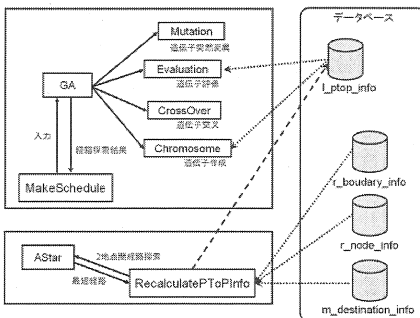 データベース
Mutation
遺伝子突然変異
Evaluation
遺伝子評価
GA
CrossOver
遺伝子交叉
Chromosome
遺伝子作成
l_ptop_info
入力
経路探索結果
MakeSchedule
r_boudary_info
r_node_info
m_destination_info
AStar
2地点間経路探索
最短経路
RecalculatePToPInfo